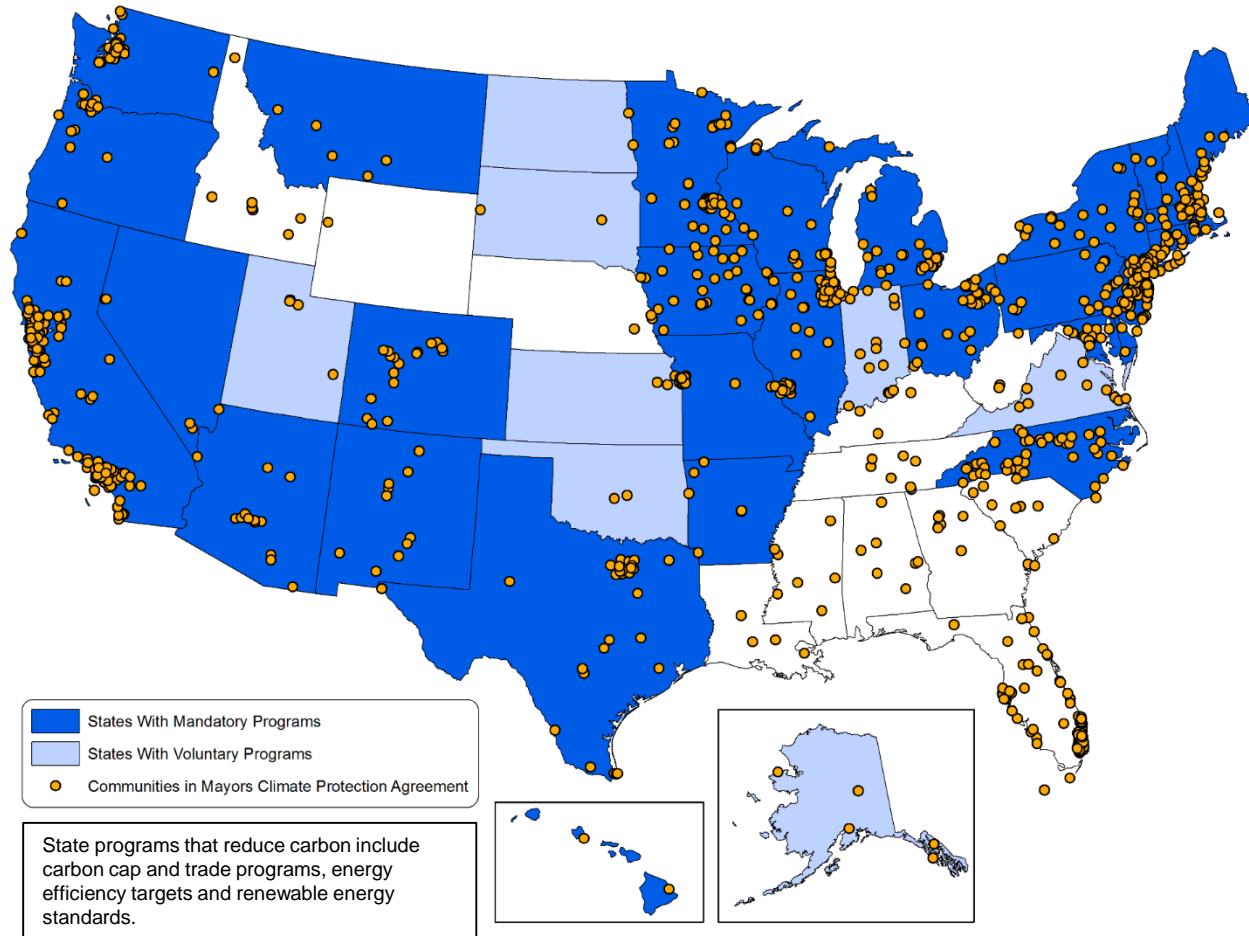 States With Mandatory Programs
States With Voluntary Programs
Communities in Mayors Climate Protection Agreement
State programs that reduce carbon include
carbon cap and trade programs, energy
efficiency targets and renewable energy
standards.